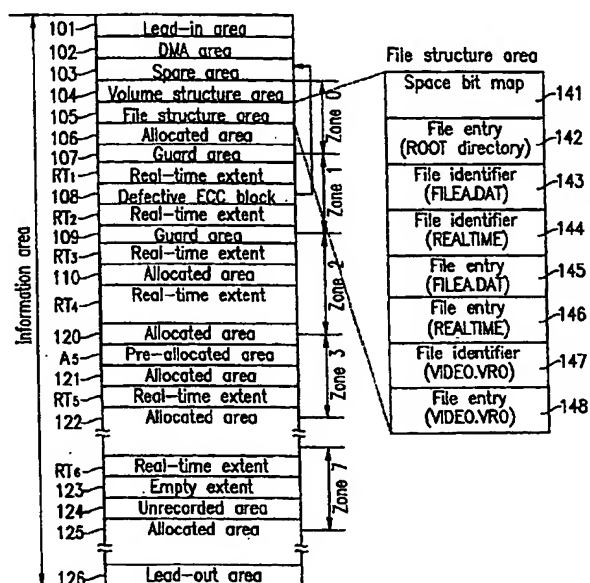 Information area
101 Lead-in area
102 DMA area
103 Spare area
104 Volume structure area
105 File structure area
106 Allocated area
107 Guard area
RT1 Real-time extent
108 Defective ECC block
RT2 Real-time extent
109 Guard area
RT3 Real-time extent
110 Allocated area
RT4 Real-time extent
120 Allocated area
A5 Pre-allocated area
121 Allocated area
RT5 Real-time extent
122 Allocated area
RT6 Real-time extent
123 Empty extent
124 Unrecorded area
125 Allocated area
126 Lead-out area
Zone 0
Zone 1
Zone 2
Zone 3
Zone 7
File structure area
Space bit map
141
File entry
(ROOT directory)
142
File identifier
(FILEA.DAT)
143
File identifier
(REALTIME)
144
File entry
(FILEA.DAT)
145
File entry
(REALTIME)
146
File identifier
(VIDEO.VRO)
147
File entry
(VIDEO.VRO)
148